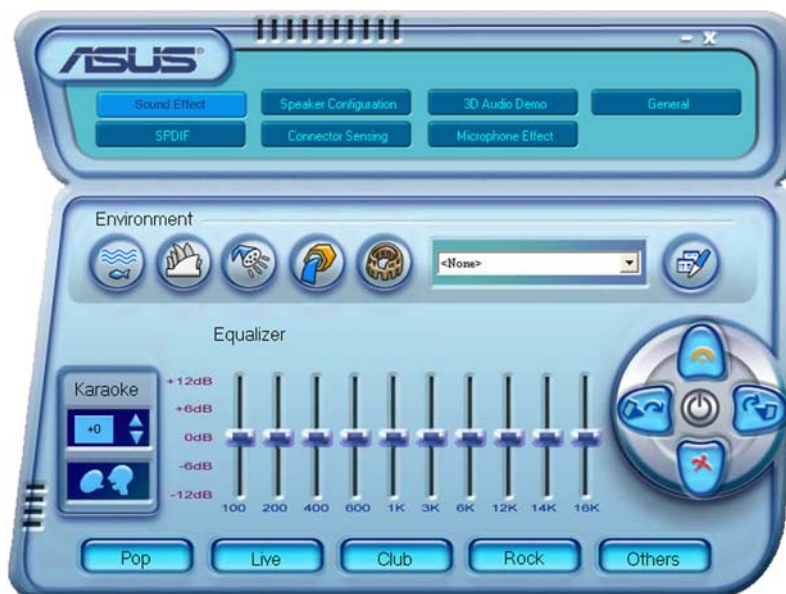 ASUS
Sound Effect Speaker Configuration 3D Audio Demo General
SPDIF Connector Sensing Microphone Effect
Environment
<None>
Equalizer
Karaoke
+0
+12dB
+6dB
0dB
-6dB
-12dB
100 200 400 600 1K 3K 6K 12K 14K 16K
Pop Live Club Rock Others